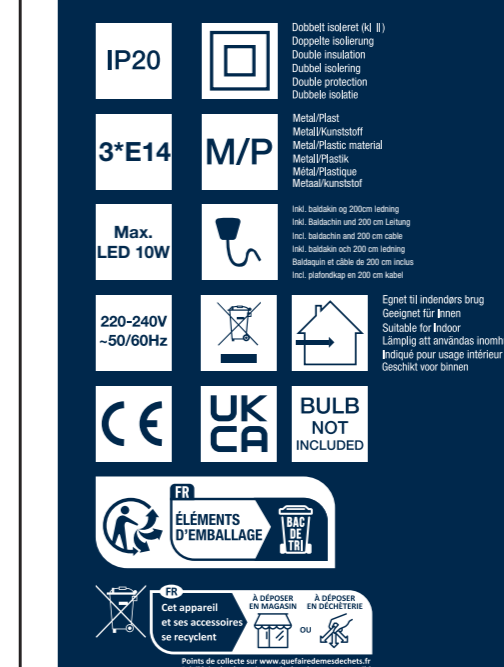 IP20
Dobbelt isoleret (kl II)
Doppelte isolierung
Double insulation
Dubbel isolering
Double protection
Dubbele isolatie
3*E14
M/P
Metal/Plast
Metall/Kunststoff
Metal/Plastic material
Metall/Plastik
Métal/Plastique
Metaal/kunststof
Max.
LED 10W
Inkl. baldakin og 200cm ledning
Inkl. Baldachin und 200 cm Leitung
Incl. baldachin and 200 cm cable
Inkl. baldakin och 200 cm ledning
Baldaquin et câble de 200 cm inclus
Incl. plafondkap en 200 cm kabel
220-240V
~50/60Hz
Egnet til indendørs brug
Geeignet für Innen
Suitable for Indoor
Lämplig att användas inomh
Indiqué pour usage intérieur
Geschikt voor binnen
CE
UK
CA
BULB
NOT
INCLUDED
FR
ÉLÉMENTS
D'EMBALLAGE
BAC
DE
TRI
FR
Cet appareil
et ses accessoires
se recyclent
À DÉPOSER
EN MAGASIN
OU
À DÉPOSER
EN DÉCHÈTERIE
Points de collecte sur www.quefairedemesdechets.fr